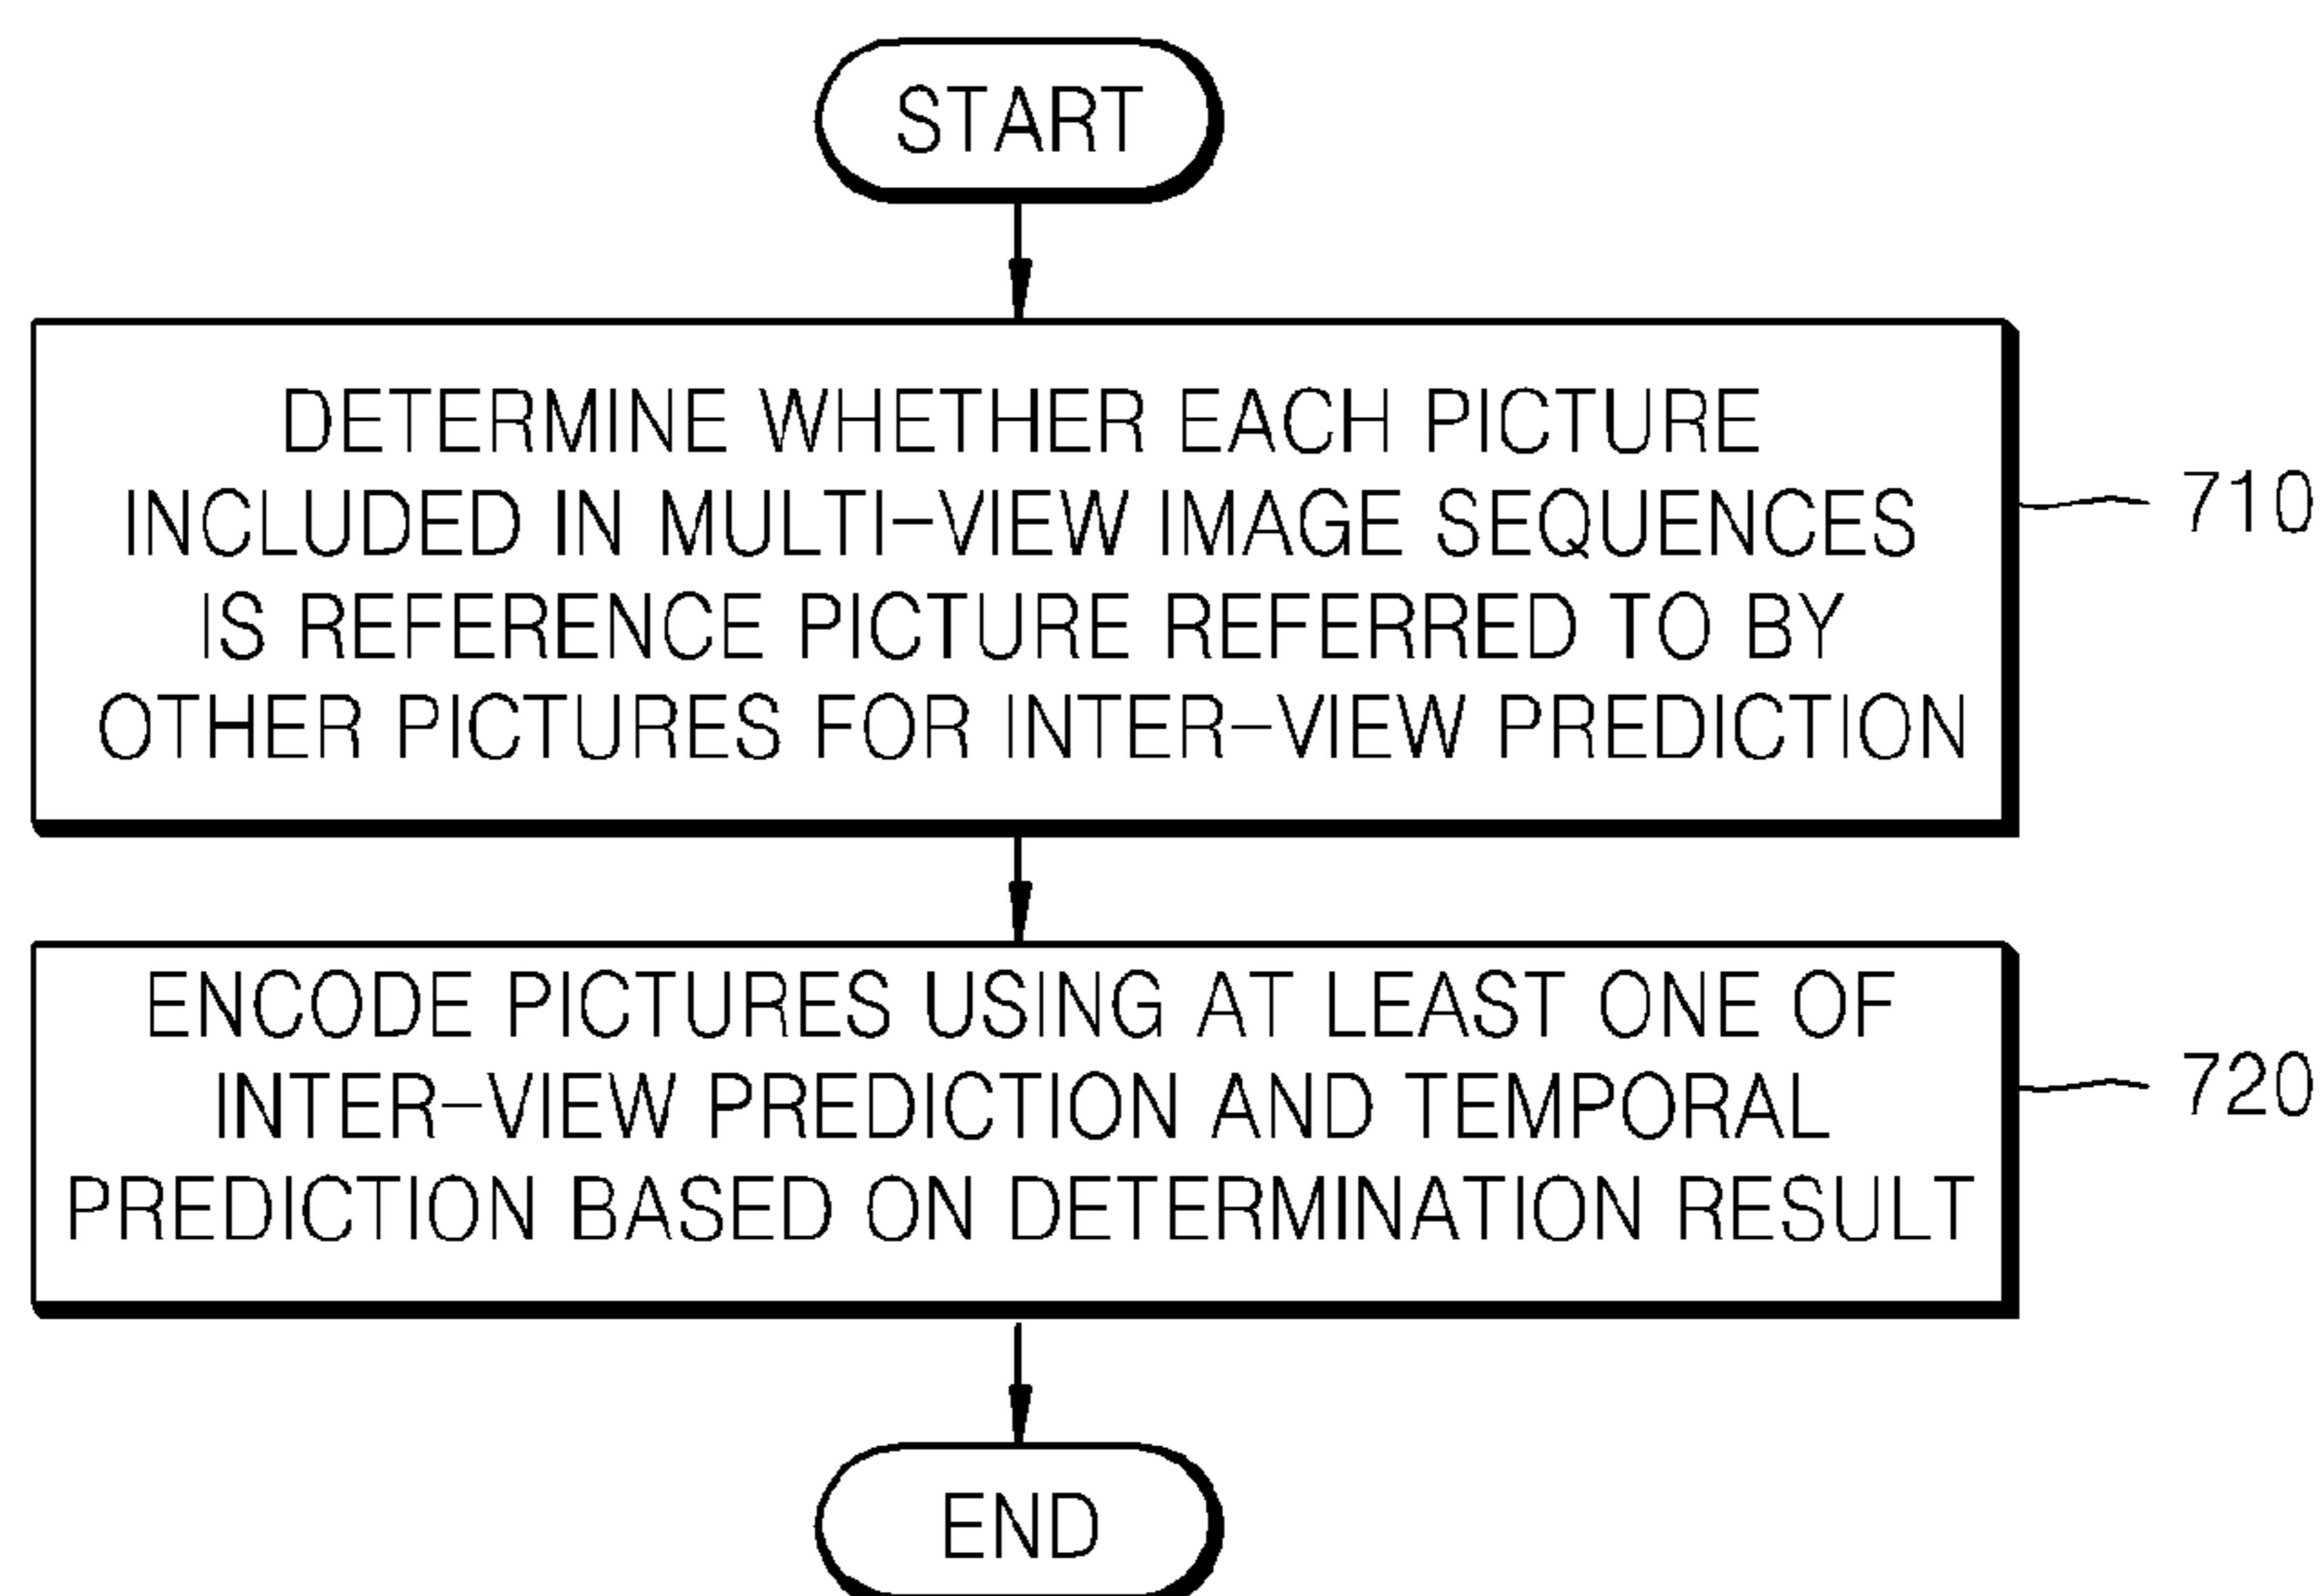 START
DETERMINE WHETHER EACH PICTURE
INCLUDED IN MULTI-VIEW IMAGE SEQUENCES
IS REFERENCE PICTURE REFERRED TO BY
OTHER PICTURES FOR INTER-VIEW PREDICTION
710
ENCODE PICTURES USING AT LEAST ONE OF
INTER-VIEW PREDICTION AND TEMPORAL
PREDICTION BASED ON DETERMINATION RESULT
720
END